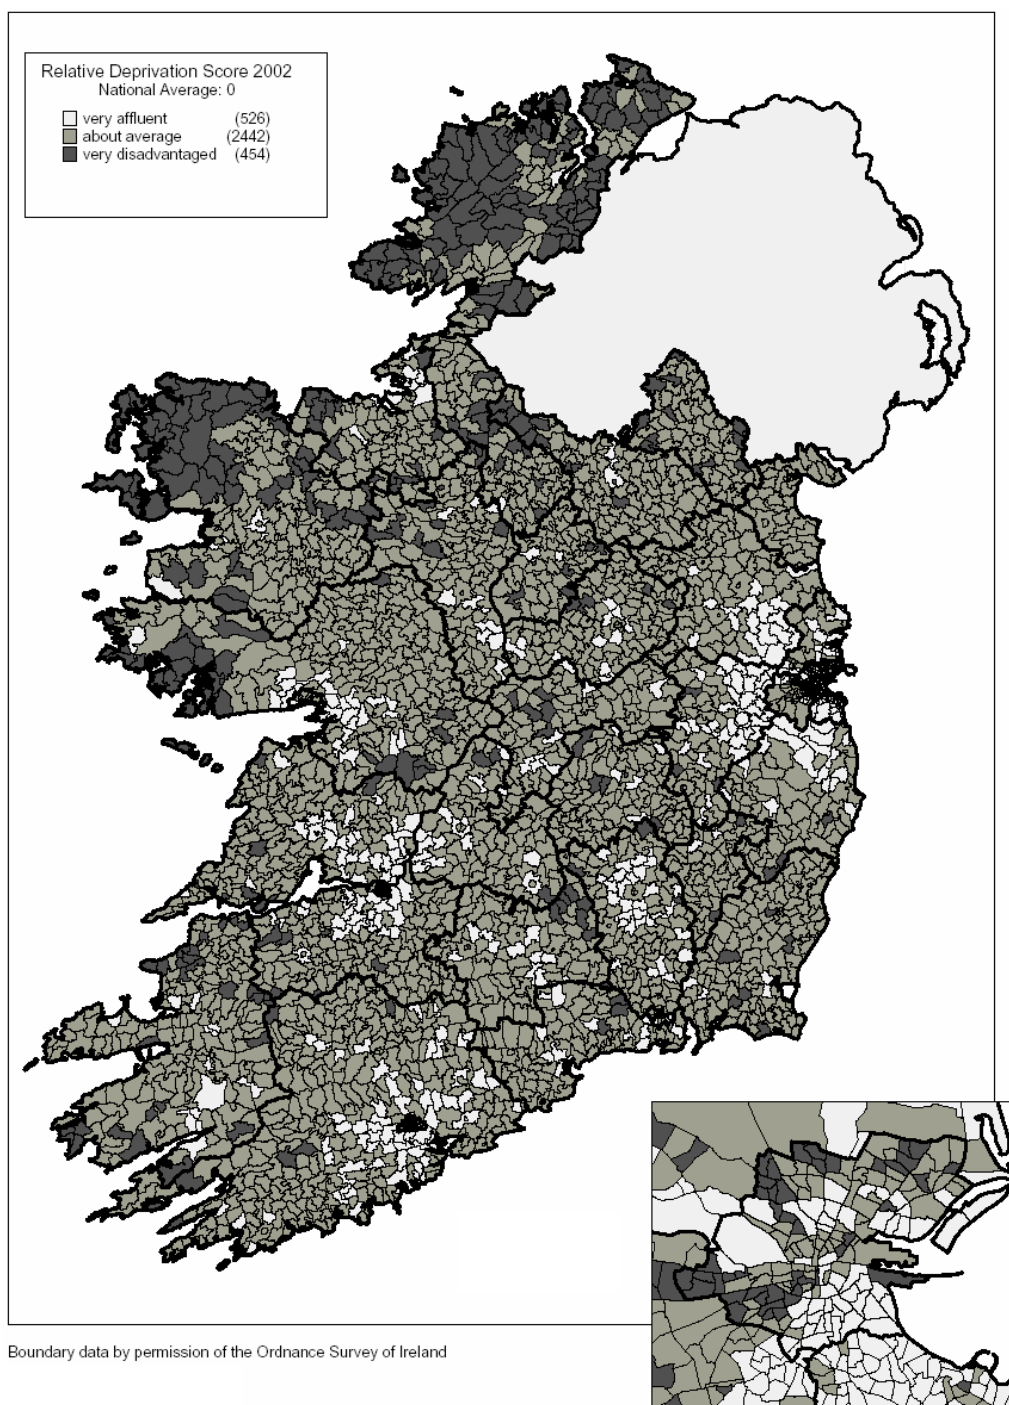 Relative Deprivation Score 2002
National Average: 0
very affluent (526)
about average (2442)
very disadvantaged (454)
Boundary data by permission of the Ordnance Survey of Ireland